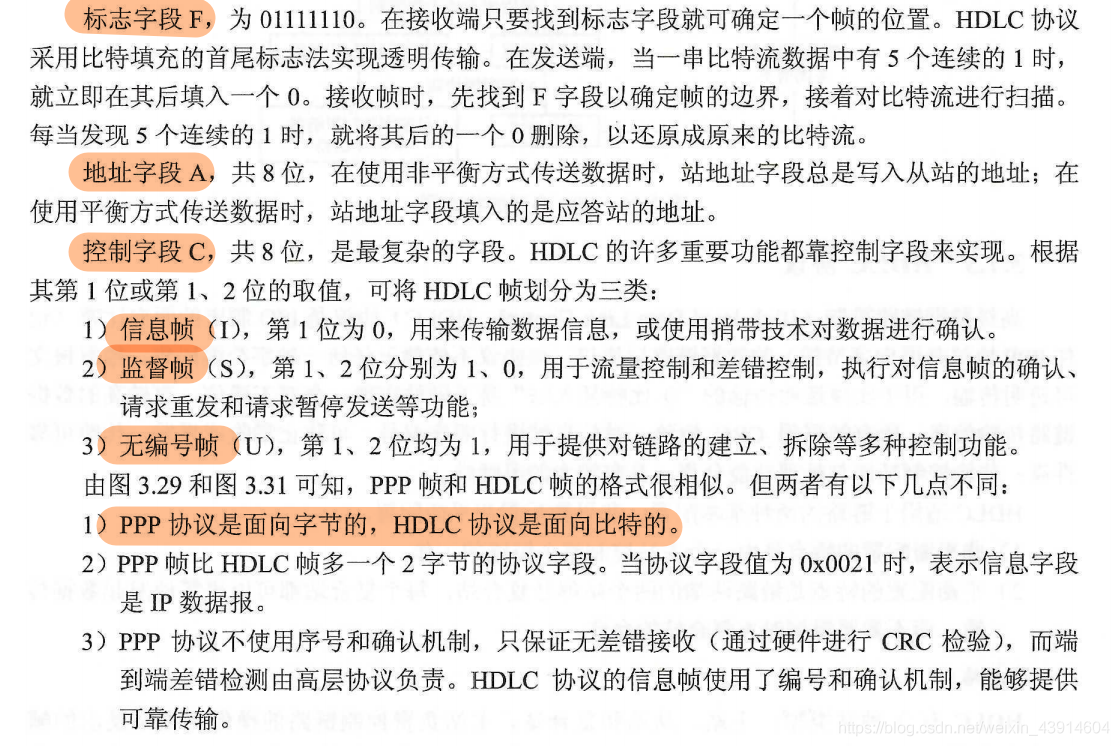 标志字段 F，为 01111110。在接收端只要找到标志字段就可确定一个帧的位置。HDLC 协议
采用比特填充的首尾标志法实现透明传输。在发送端，当一串比特流数据中有 5 个连续的 1 时，
就立即在其后填入一个 0。接收帧时，先找到 F 字段以确定帧的边界，接着对比特流进行扫描。
每当发现 5 个连续的 1 时，就将其后的一个 0 删除，以还原成原来的比特流。
地址字段 A，共 8 位，在使用非平衡方式传送数据时，站地址字段总是写入从站的地址；在
使用平衡方式传送数据时，站地址字段填入的是应答站的地址。
控制字段 C，共 8 位，是最复杂的字段。HDLC 的许多重要功能都靠控制字段来实现。根据
其第 1 位或第 1、2 位的取值，可将 HDLC 帧划分为三类：
1）信息帧（I），第 1 位为 0，用来传输数据信息，或使用捎带技术对数据进行确认。
2）监督帧（S），第 1、2 位分别为 1、0，用于流量控制和差错控制，执行对信息帧的确认、
请求重发和请求暂停发送等功能；
3）无编号帧（U），第 1、2 位均为 1，用于提供对链路的建立、拆除等多种控制功能。
由图 3.29 和图 3.31 可知，PPP 帧和 HDLC 帧的格式很相似。但两者有以下几点不同：
1）PPP 协议是面向字节的，HDLC 协议是面向比特的。
2）PPP 帧比 HDLC 帧多一个 2 字节的协议字段。当协议字段值为 0x0021 时，表示信息字段
是 IP 数据报。
3）PPP 协议不使用序号和确认机制，只保证无差错接收（通过硬件进行 CRC 检验），而端
到端差错检测由高层协议负责。HDLC 协议的信息帧使用了编号和确认机制，能够提供
可靠传输。
https://blog.csdn.net/weixin_43914604